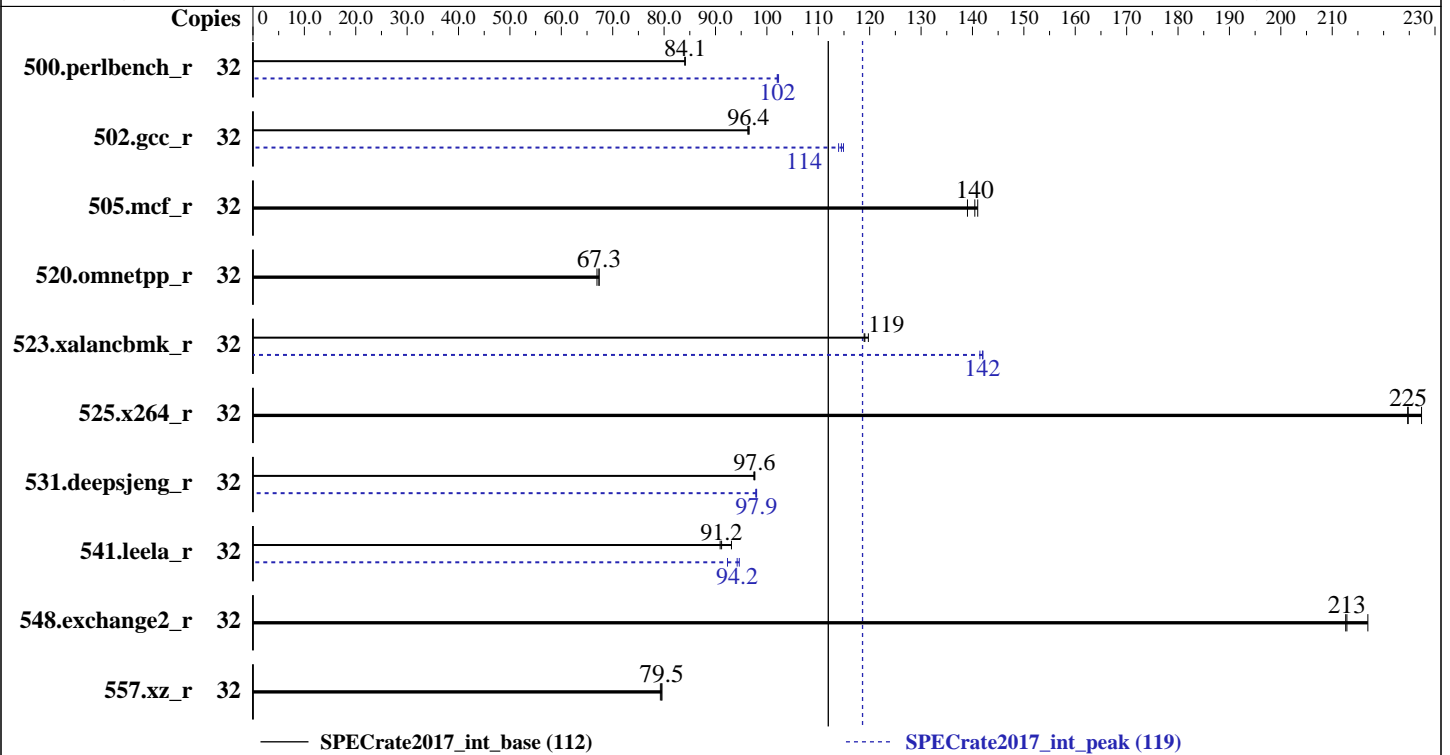 Copies 0 10.0 20.0 30.0 40.0 50.0 60.0 70.0 80.0 90.0 100 110 120 130 140 150 160 170 180 190 200 210 230
500.perlbench_r 32 84.1
102
502.gcc_r 32 96.4
114
505.mcf_r 32 140
520.omnetpp_r 32 67.3
523.xalancbmk_r 32 119
142
525.x264_r 32 225
531.deepsjeng_r 32 97.6
97.9
541.leela_r 32 91.2
94.2
548.exchange2_r 32 213
557.xz_r 32 79.5
SPECrate2017_int_base (112) SPECrate2017_int_peak (119)